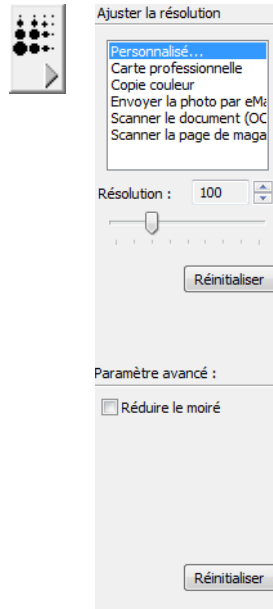 Ajuster la résolution
Personnalisé...
Carte professionnelle
Copie couleur
Envoyer la photo par eMa
Scanner le document (OC
Scanner la page de maga
Résolution : 100
Réinitialiser
Paramètre avancé :
Réduire le moiré
Réinitialiser